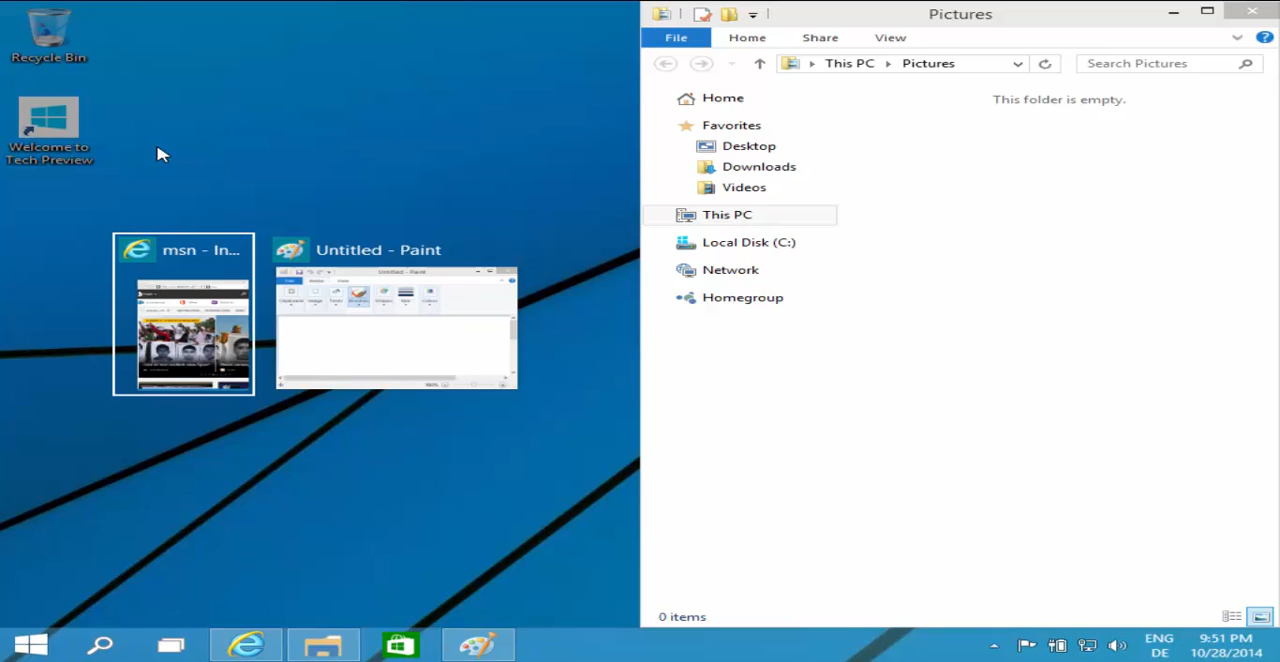 Recycle Bin
Welcome to
Tech Preview
msn - In...
Untitled - Paint
Untitled - Paint
Pictures
File
Home
Share
View
This PC
Pictures
Search Pictures
Home
Favorites
Desktop
Downloads
Videos
This PC
Local Disk (C:)
Network
Homegroup
This folder is empty.
0 items
ENG
DE
9:51 PM
10/28/2014